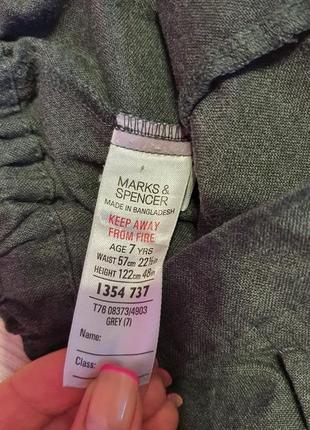 MARKS &
SPENCER
MADE IN BANGLADESH
KEEP AWAY
FROM FIRE
AGE 7 YRS
WAIST 57cm 22½in
HEIGHT 122cm 48in
1354 737
T76 08373/4903
GREY (7)
Name:
Class: